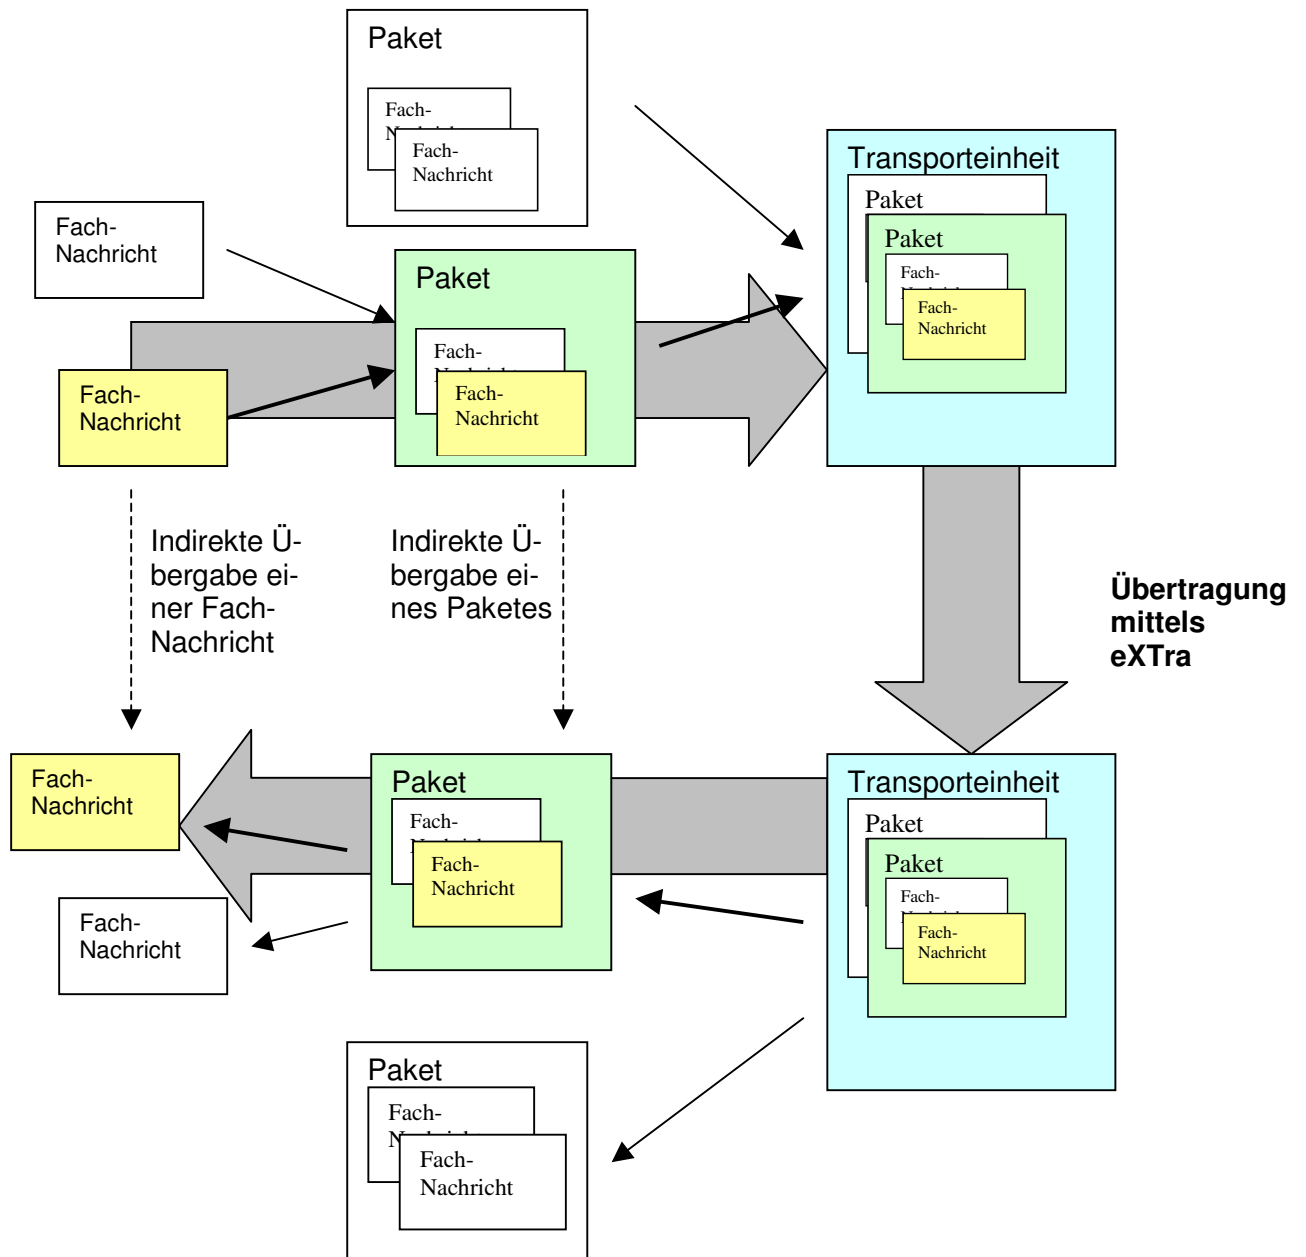 Paket
Fach-
Fach-
Nachricht
Fach-
Nachricht
Transporteinheit
Paket
Paket
Fach-
Fach-
Nachricht
Paket
Fach-
Fach-
Nachricht
Fach-
Nachricht
Indirekte Ü-
bergabe ei-
ner Fach-
Nachricht
Indirekte Ü-
bergabe ei-
nes Paketes
Übertragung
mittels
eXTra
Fach-
Nachricht
Paket
Fach-
Fach-
Nachricht
Transporteinheit
Paket
Paket
Fach-
Fach-
Nachricht
Fach-
Nachricht
Paket
Fach-
Fach-
Nachricht